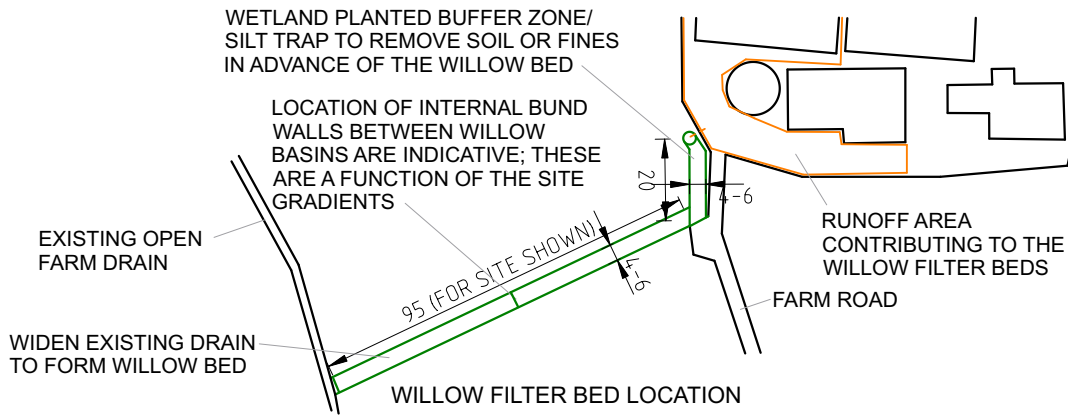 WETLAND PLANTED BUFFER ZONE/
SILT TRAP TO REMOVE SOIL OR FINES
IN ADVANCE OF THE WILLOW BED
LOCATION OF INTERNAL BUND
WALLS BETWEEN WILLOW
BASINS ARE INDICATIVE; THESE
ARE A FUNCTION OF THE SITE
GRADIENTS
20
4-6
EXISTING OPEN
FARM DRAIN
RUNOFF AREA
CONTRIBUTING TO THE
WILLOW FILTER BEDS
95 (FOR SITE SHOWN)
4-6
FARM ROAD
WIDEN EXISTING DRAIN
TO FORM WILLOW BED
WILLOW FILTER BED LOCATION